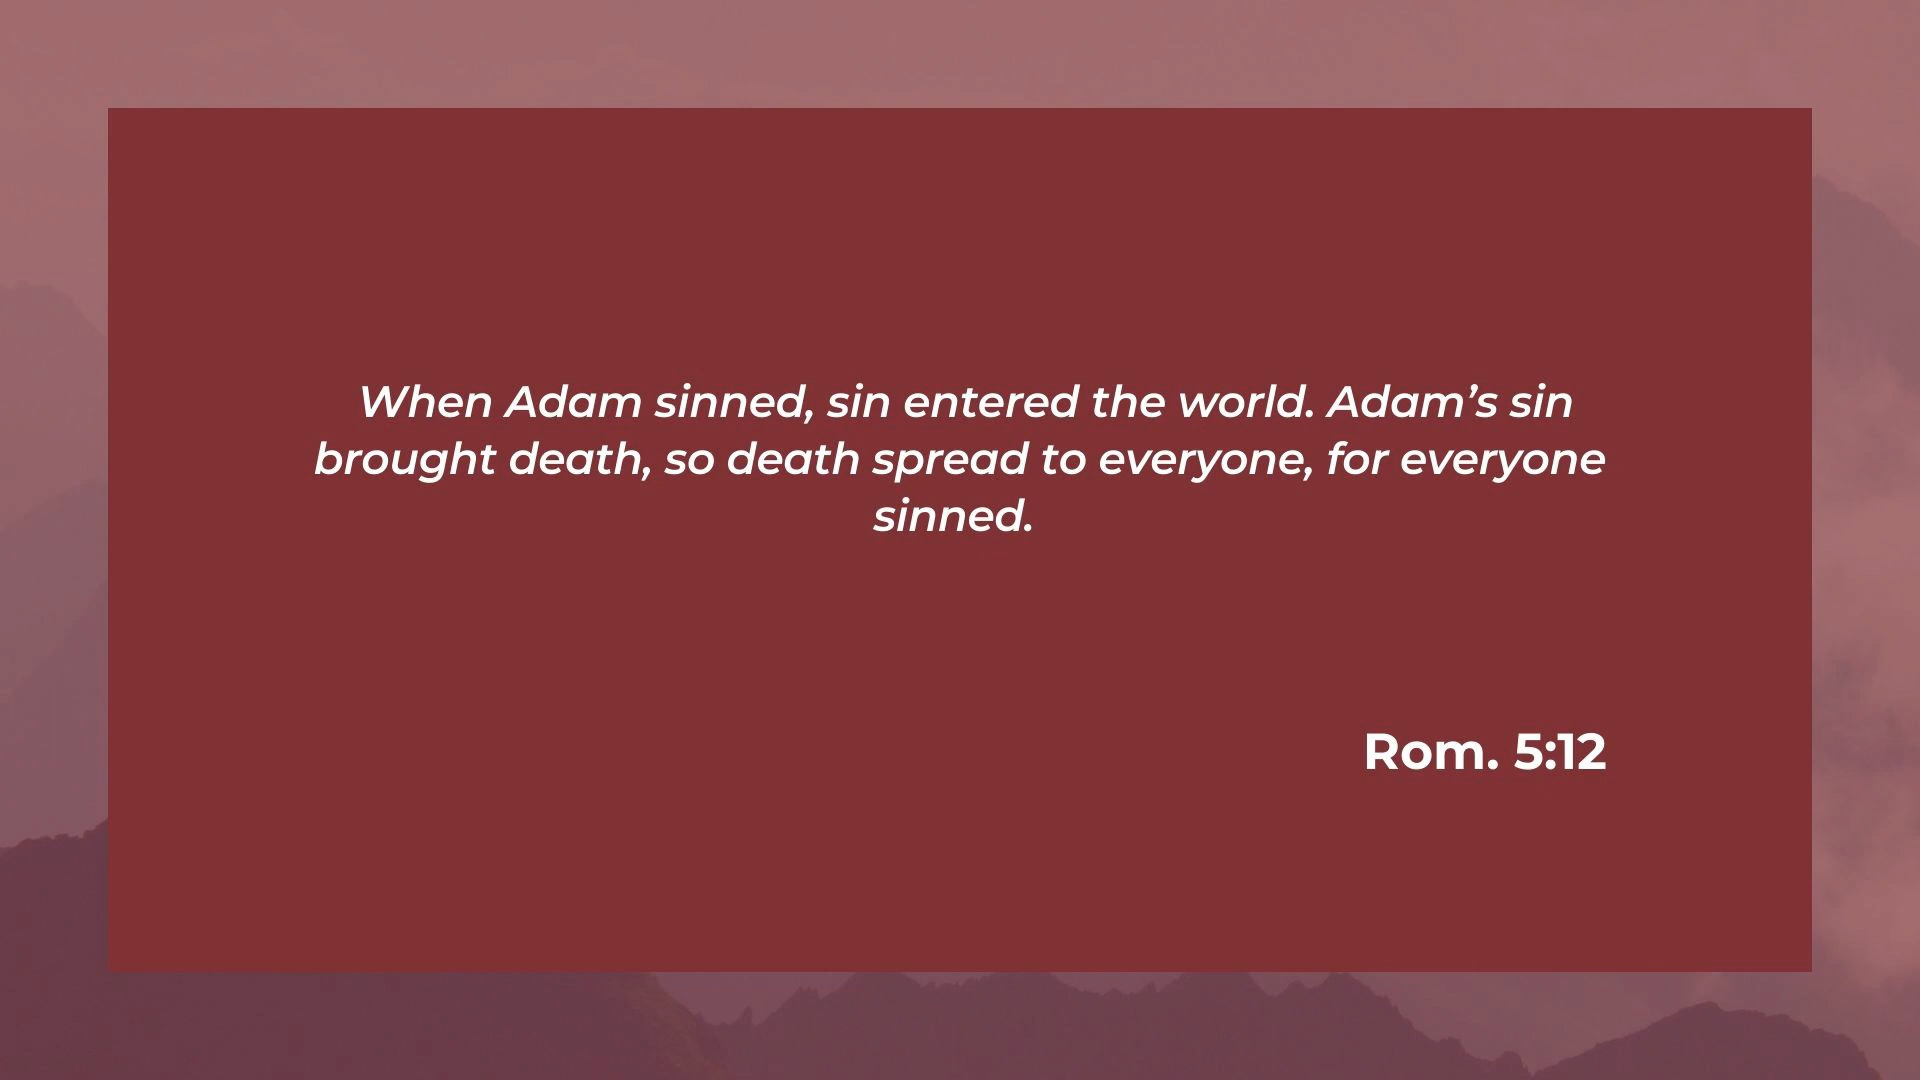 When Adam sinned, sin entered the world. Adam’s sin
brought death, so death spread to everyone, for everyone
sinned.
Rom. 5:12